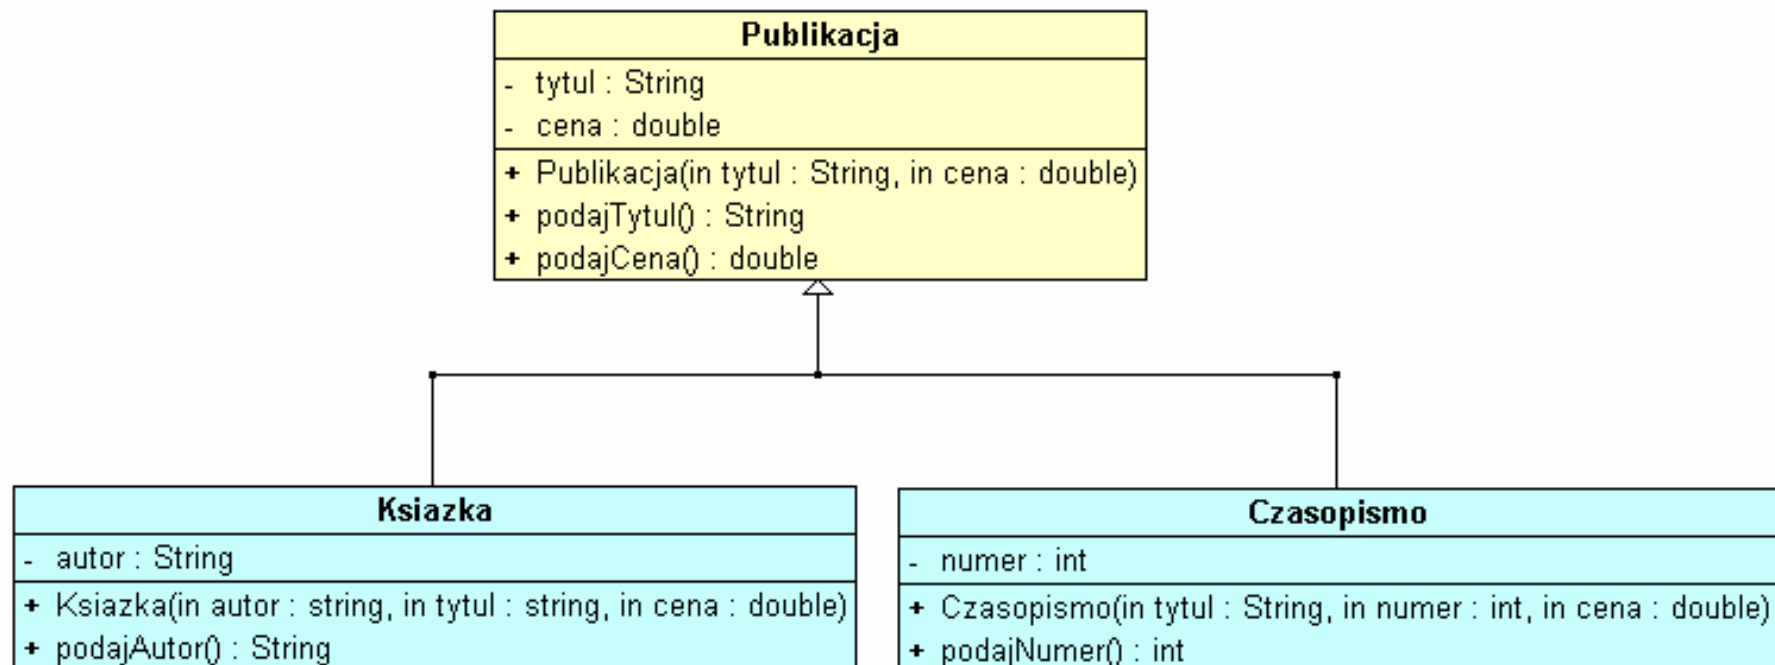 Publikacja
- tytul : String
- cena : double
+ Publikacja(in tytul : String, in cena : double)
+ podajTytul() : String
+ podajCena() : double
Ksiazka
- autor : String
+ Ksiazka(in autor : string, in tytul : string, in cena : double)
+ podajAutor() : String
Czasopismo
- numer : int
+ Czasopismo(in tytul : String, in numer : int, in cena : double)
+ podajNumer() : int